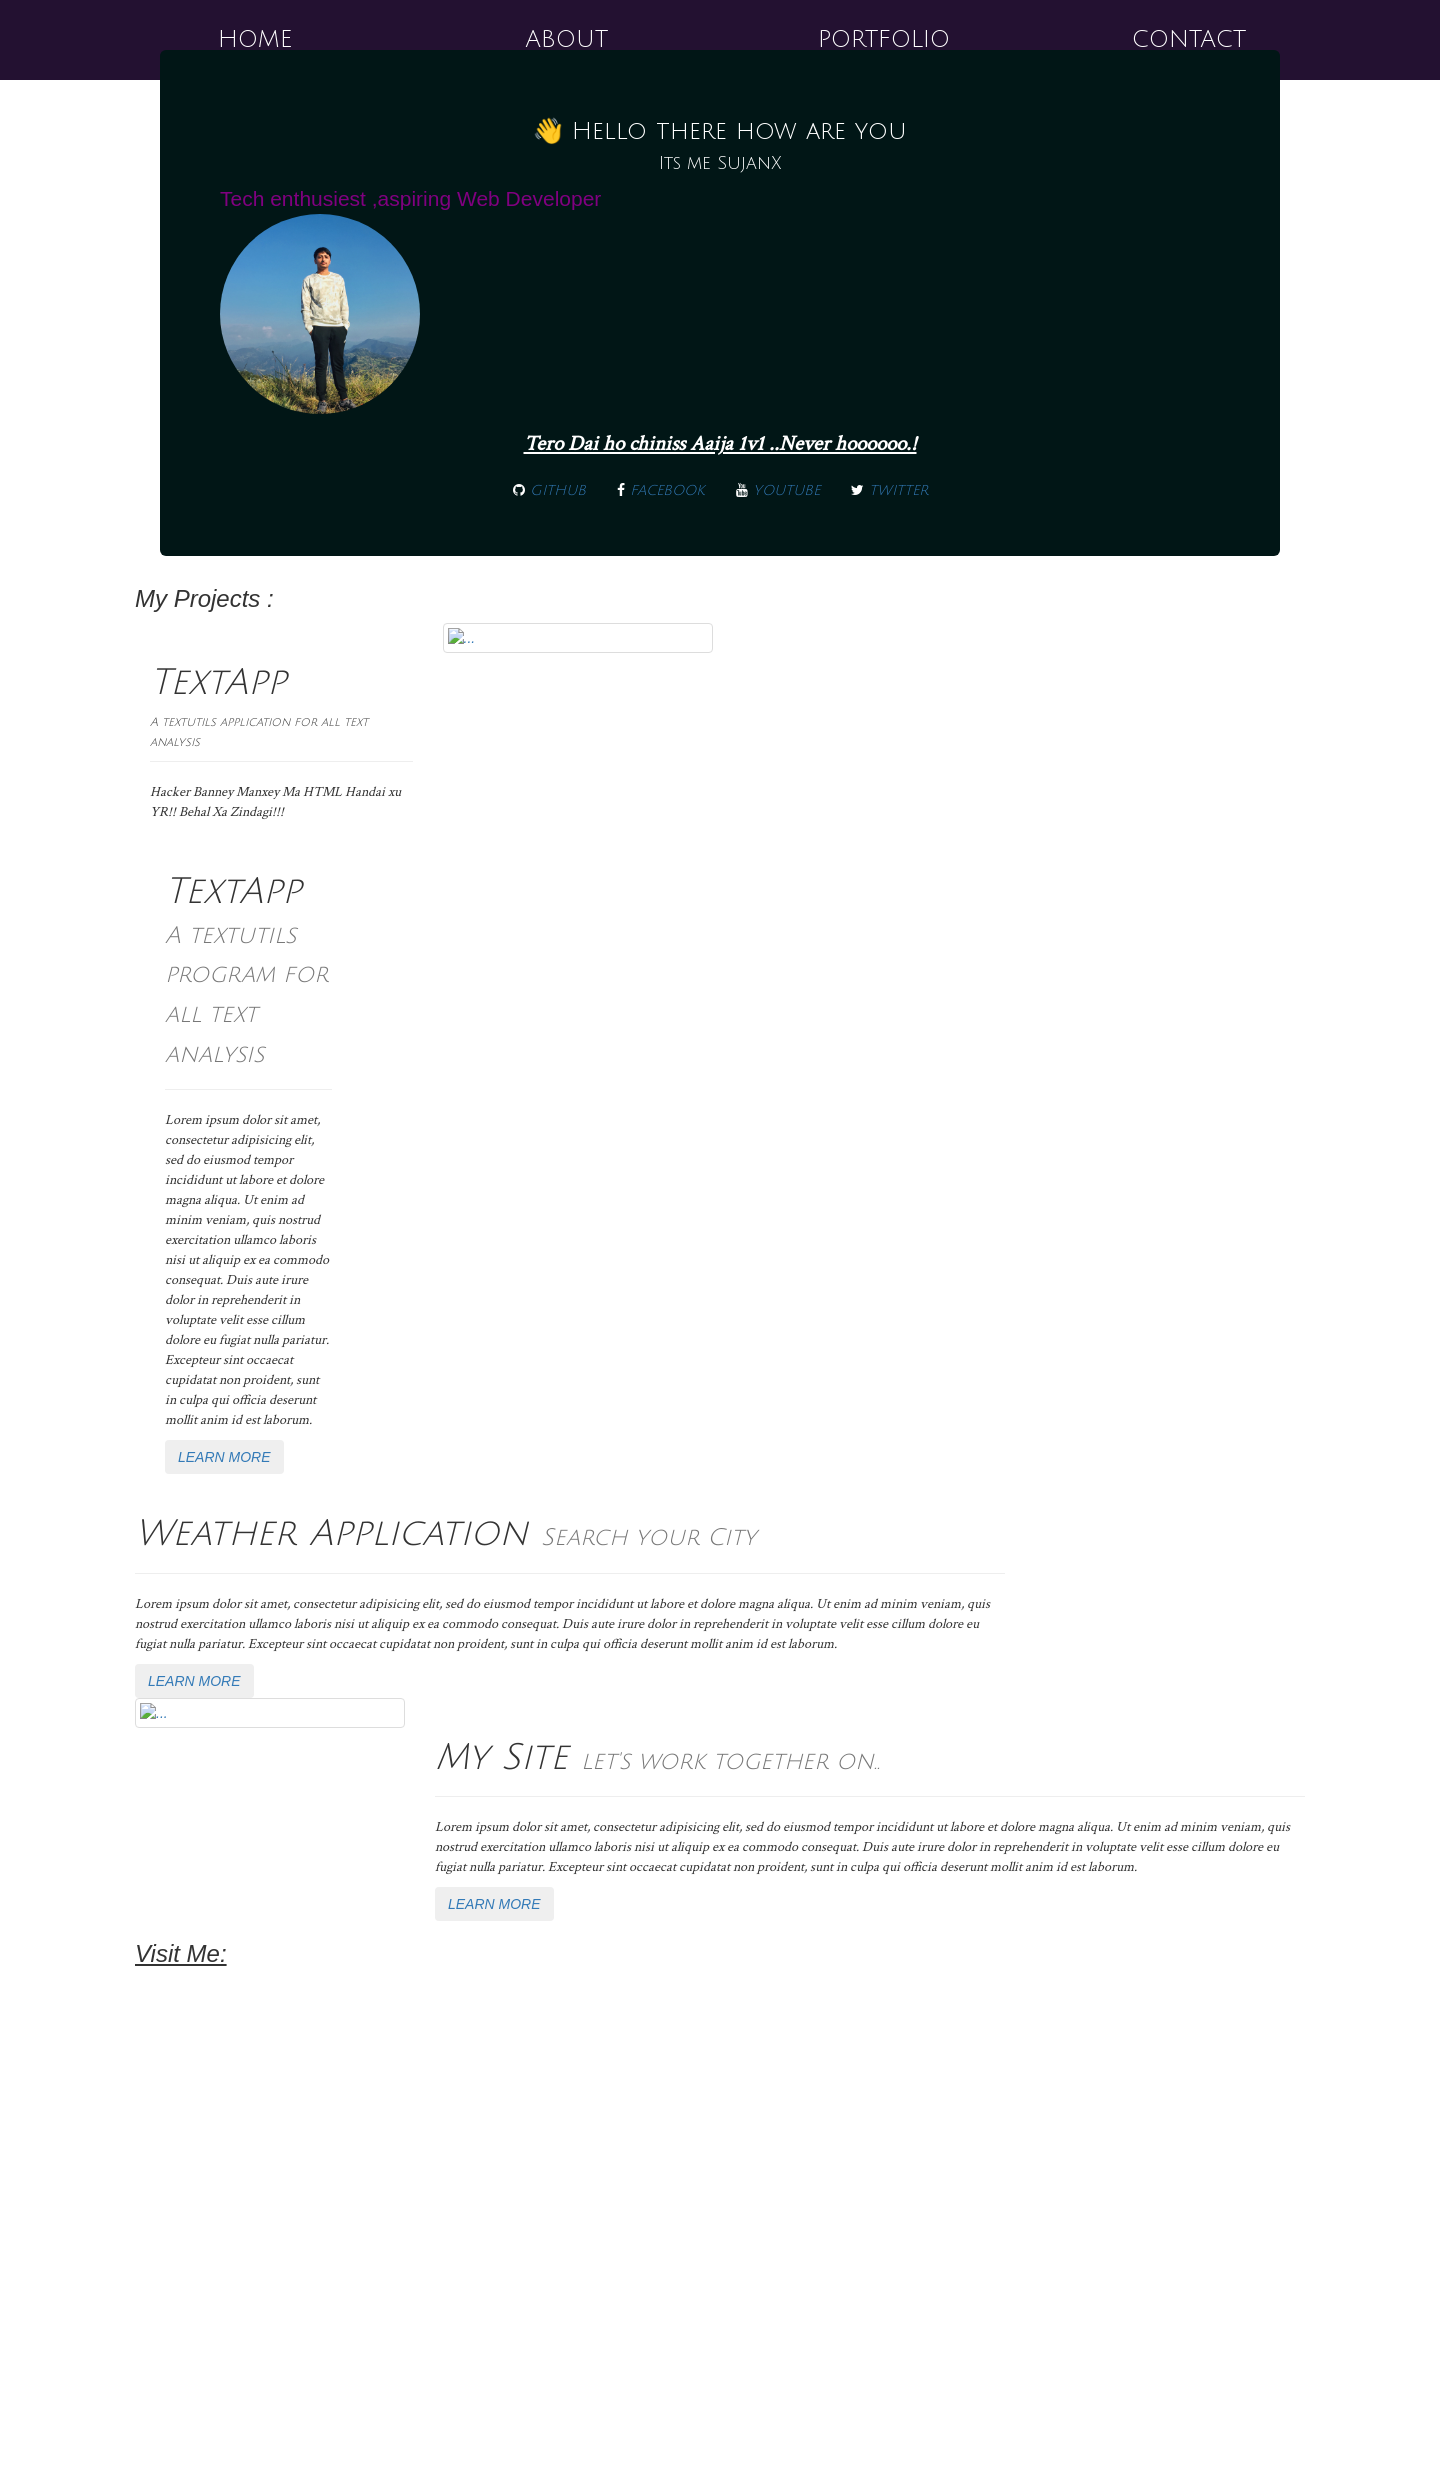 HOME ABOUT PORTFOLIO CONTACT
👋 Hello there how are you
Its me SujanX
Tech enthusiest ,aspiring Web Developer
Tero Dai ho chiniss Aaija 1v1 ..Never hoooooo.!
GITHUB FACEBOOK YOUTUBE TWITTER
My Projects :
...
TextApp
A textutils application for all text
analysis
Hacker Banney Manxey Ma HTML Handai xu
YR!! Behal Xa Zindagi!!!
TextApp
A textutils
program for
all text
analysis
Lorem ipsum dolor sit amet,
consectetur adipisicing elit,
sed do eiusmod tempor
incididunt ut labore et dolore
magna aliqua. Ut enim ad
minim veniam, quis nostrud
exercitation ullamco laboris
nisi ut aliquip ex ea commodo
consequat. Duis aute irure
dolor in reprehenderit in
voluptate velit esse cillum
dolore eu fugiat nulla pariatur.
Excepteur sint occaecat
cupidatat non proident, sunt
in culpa qui officia deserunt
mollit anim id est laborum.
LEARN MORE
Weather Application Search your City
Lorem ipsum dolor sit amet, consectetur adipisicing elit, sed do eiusmod tempor incididunt ut labore et dolore magna aliqua. Ut enim ad minim veniam, quis
nostrud exercitation ullamco laboris nisi ut aliquip ex ea commodo consequat. Duis aute irure dolor in reprehenderit in voluptate velit esse cillum dolore eu
fugiat nulla pariatur. Excepteur sint occaecat cupidatat non proident, sunt in culpa qui officia deserunt mollit anim id est laborum.
LEARN MORE
...
My Site let's work together on..
Lorem ipsum dolor sit amet, consectetur adipisicing elit, sed do eiusmod tempor incididunt ut labore et dolore magna aliqua. Ut enim ad minim veniam, quis
nostrud exercitation ullamco laboris nisi ut aliquip ex ea commodo consequat. Duis aute irure dolor in reprehenderit in voluptate velit esse cillum dolore eu
fugiat nulla pariatur. Excepteur sint occaecat cupidatat non proident, sunt in culpa qui officia deserunt mollit anim id est laborum.
LEARN MORE
Visit Me: